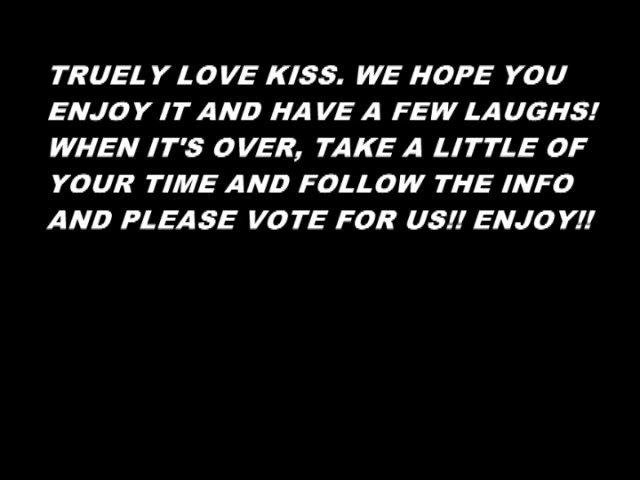 TRUELY LOVE KISS. WE HOPE YOU
ENJOY IT AND HAVE A FEW LAUGHS!
WHEN IT'S OVER, TAKE A LITTLE OF
YOUR TIME AND FOLLOW THE INFO
AND PLEASE VOTE FOR US!! ENJOY!!